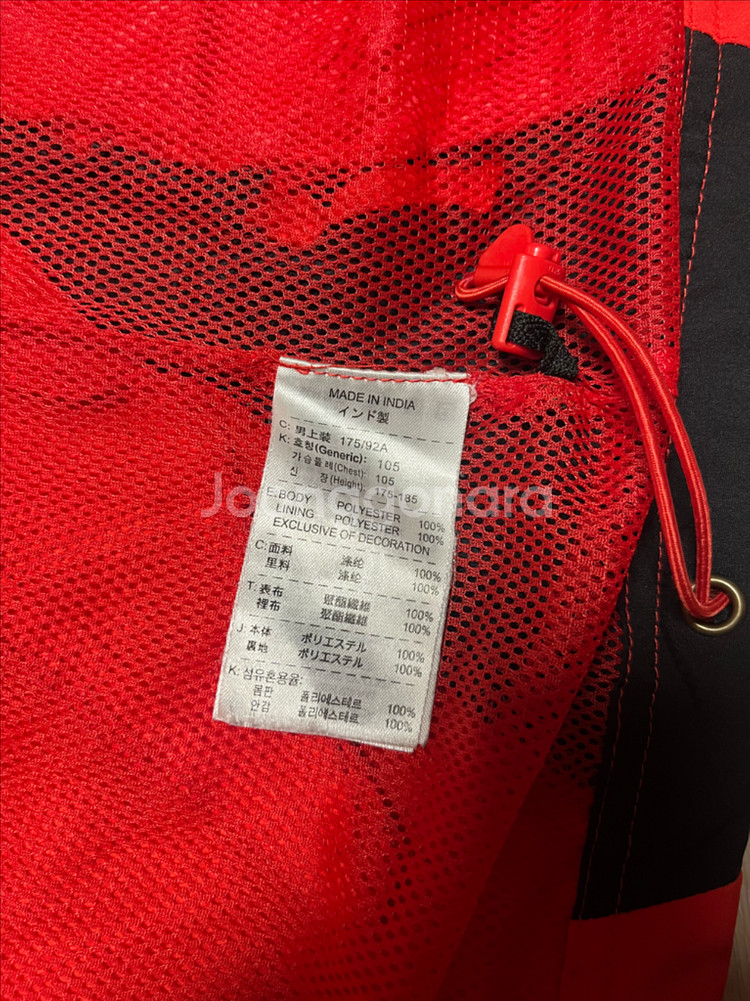 MADE IN INDIA
インド製
C: 男上装 175/92A
K: 호칭(Generic): 105
가슴둘레(Chest): 105
신 장(Height): 175-185
Joonggonara
E: BODY POLYESTER 100%
LINING POLYESTER 100%
EXCLUSIVE OF DECORATION
C: 面料 涤纶 100%
里料 涤纶 100%
T: 表布 聚酯纖維 100%
裡布 聚酯纖維 100%
J: 本体 ポリエステル 100%
属地 ポリエステル 100%
K: 섬유혼용율:
몸판 폴리에스테르 100%
안감 폴리에스테르 100%